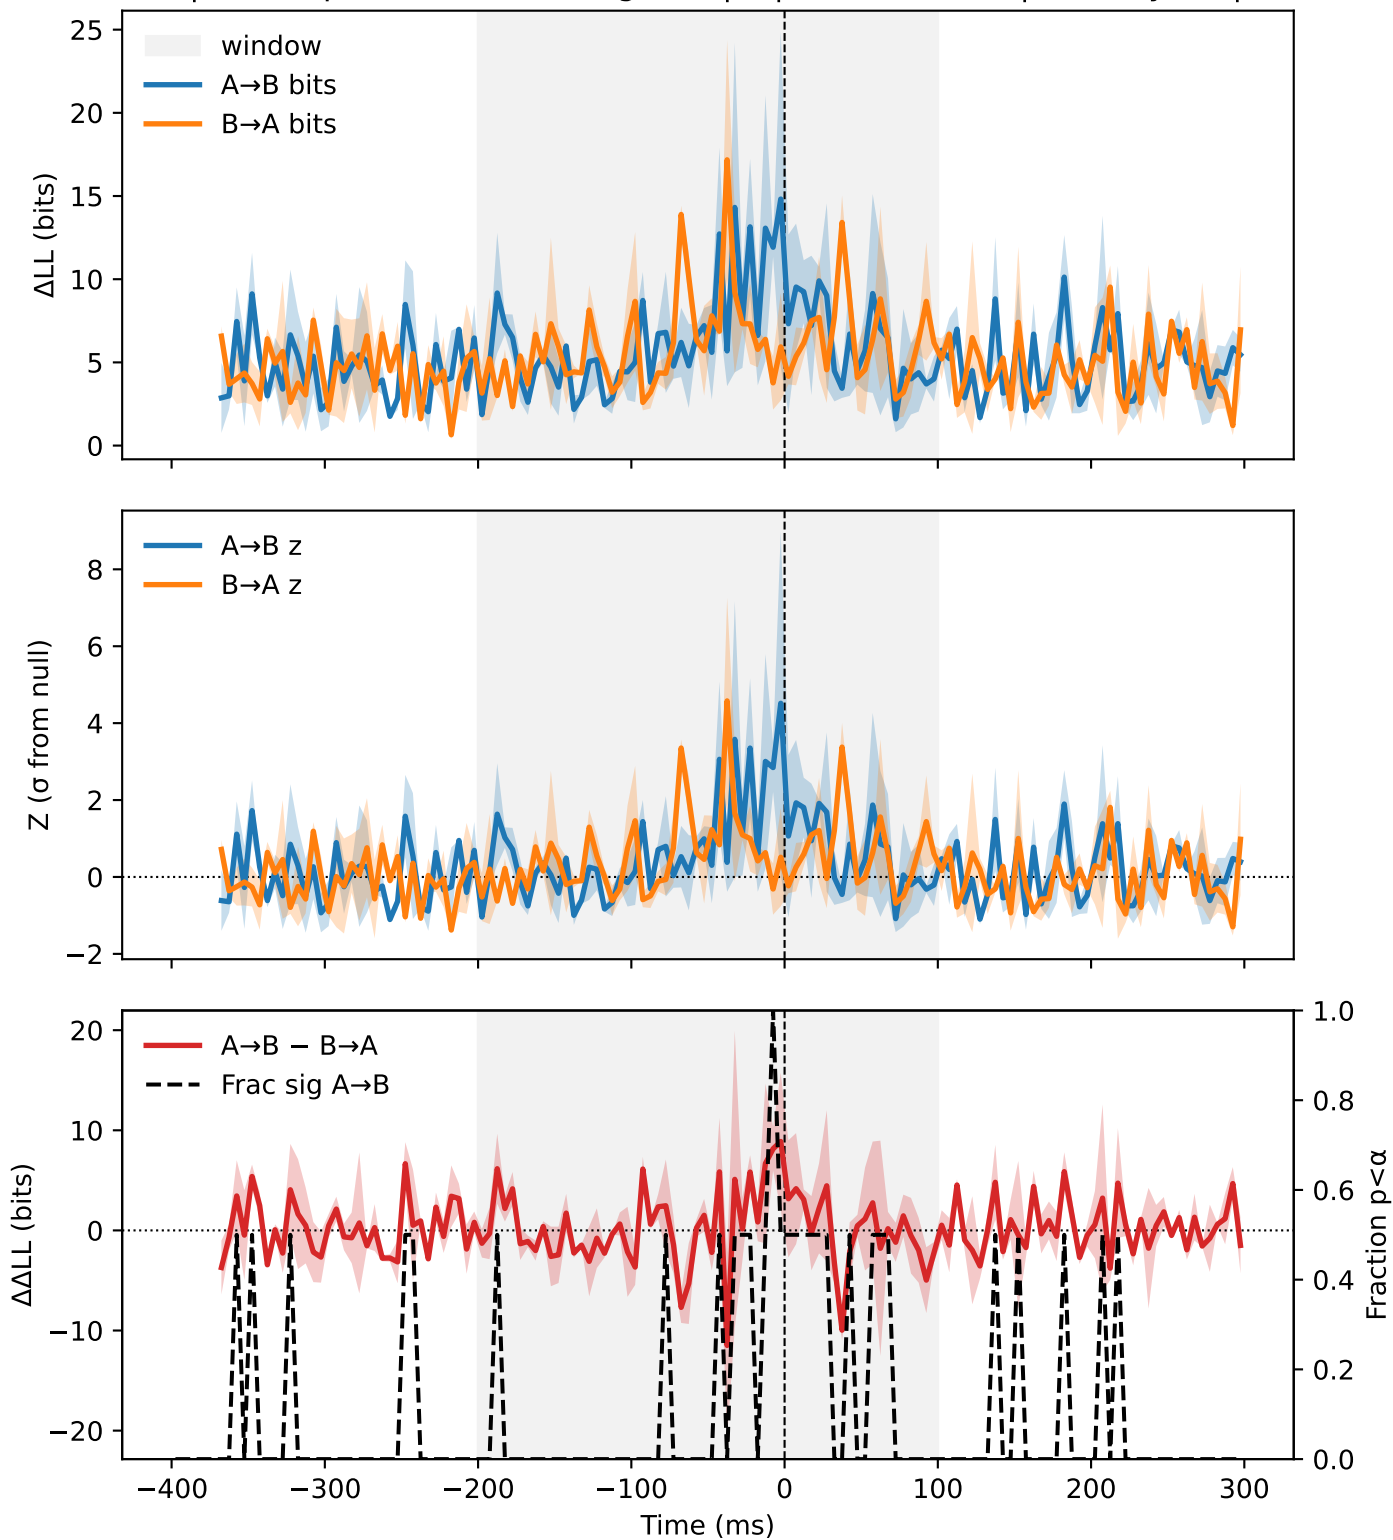 25
20
15
10
5
0
ΔLL (bits)
window
A→B bits
B→A bits
8
6
4
2
0
−2
Z (σ from null)
A→B z
B→A z
20
10
0
−10
−20
ΔΔLL (bits)
A→B − B→A
Frac sig A→B
1.0
0.8
0.6
0.4
0.2
0.0
Fraction p<α
−400
−300
−200
−100
0
100
200
300
Time (ms)